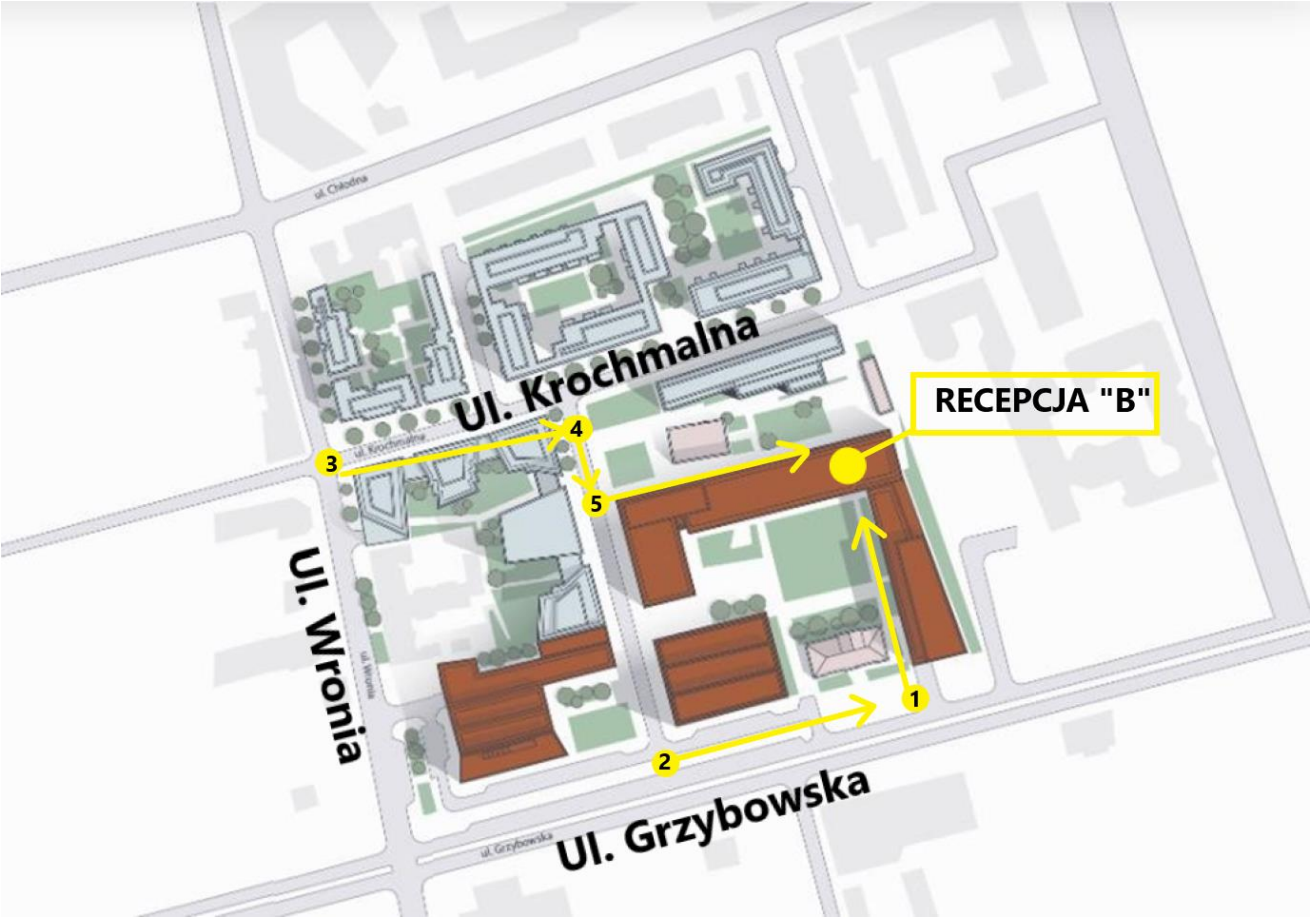 ul. Chłodna
Ul. Krochmalna
RECEPCJA "B"
4
ul. Krochmalna
3
5
Ul. Wronia
ul. Wronia
1
2
Ul. Grzybowska
ul. Grzybowska